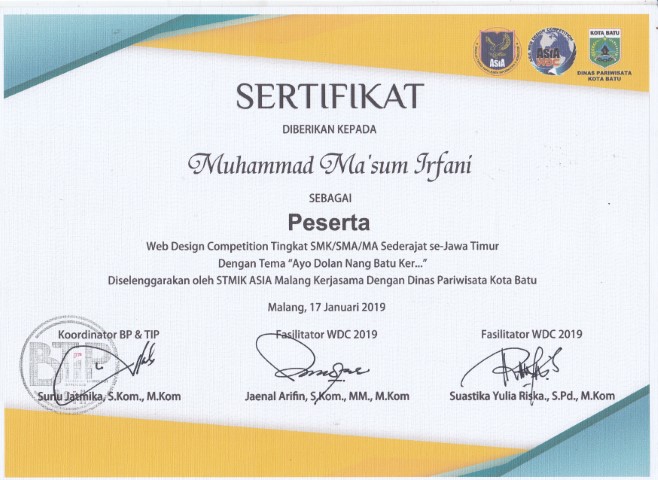 ASIA
ASIA
KOTA BATU
DINAS PARIWISATA
KOTA BATU
SERTIFIKAT
DIBERIKAN KEPADA
Muhammad Ma'sum Irfani
SEBAGAI
Peserta
Web Design Competition Tingkat SMK/SMA/MA Sederajat se-Jawa Timur
Dengan Tema “Ayo Dolan Nang Batu Ker...”
Diselenggarakan oleh STMIK ASIA Malang Kerjasama Dengan Dinas Pariwisata Kota Batu
Malang, 17 Januari 2019
Koordinator BP & TIP
Fasilitator WDC 2019
Fasilitator WDC 2019
BTIP
Sunu Jatmika, S.Kom., M.Kom
Jaenal Arifin, S.Kom., MM., M.Kom
Suastika Yulia Riska., S.Pd., M.Kom